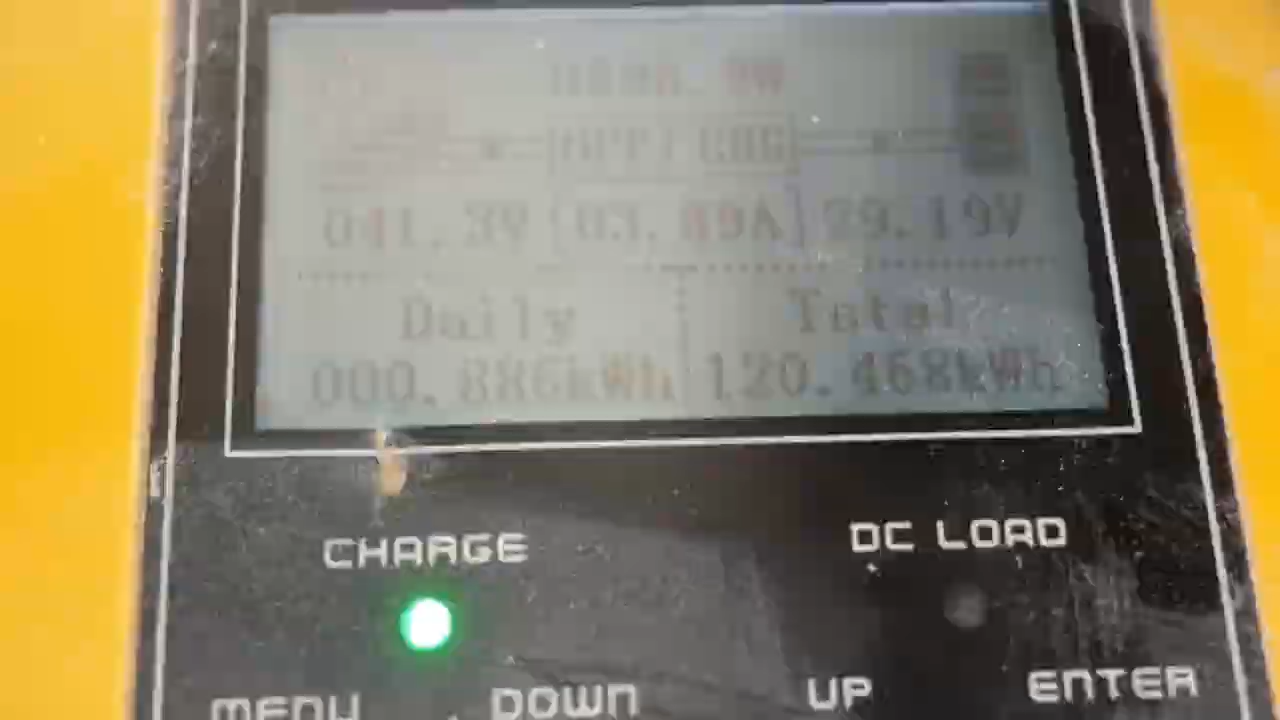 MPPT CHG
041.3V 03.89A 29.19V
Daily Total
000.886kWh 120.468kWh
CHARGE DC LOAD
MENU DOWN UP ENTER